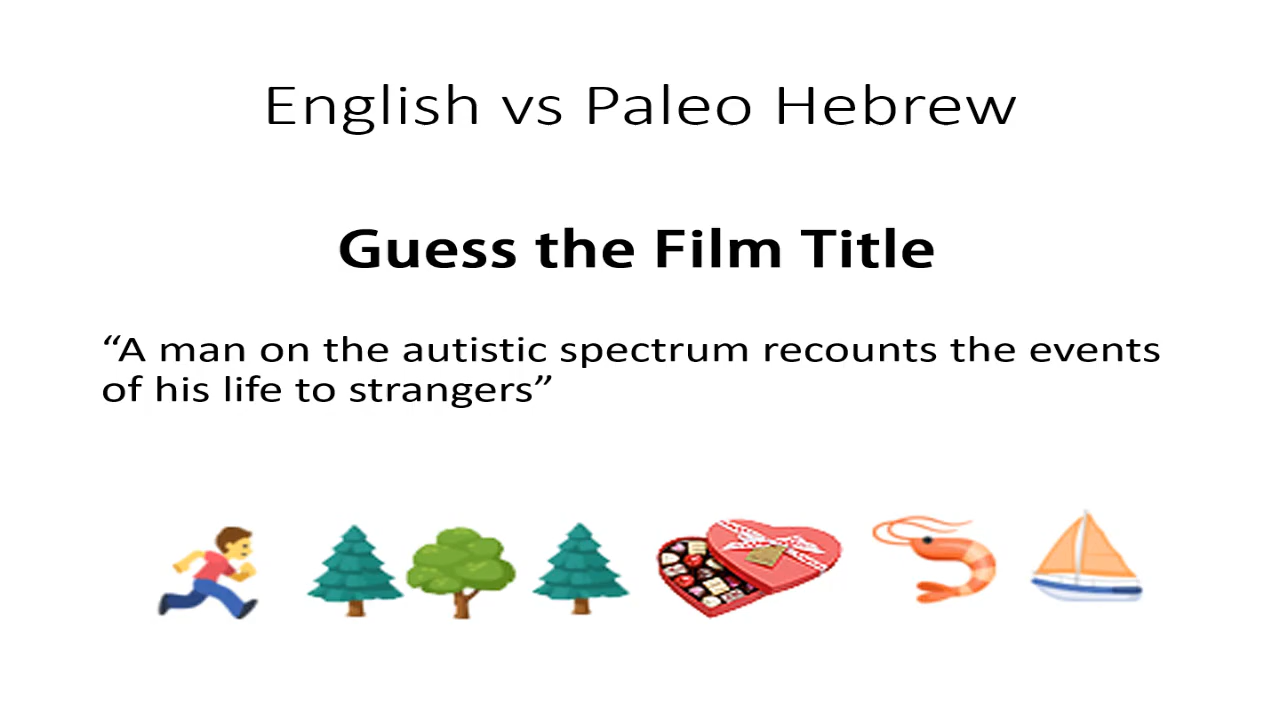 English vs Paleo Hebrew
Guess the Film Title
“A man on the autistic spectrum recounts the events
of his life to strangers”